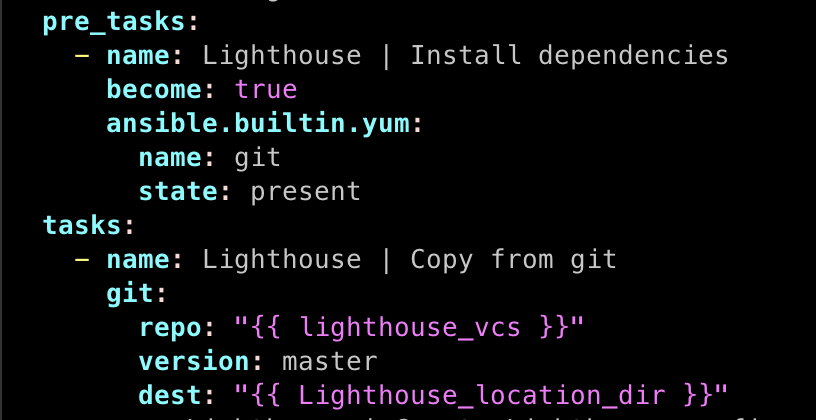 pre_tasks:
- name: Lighthouse | Install dependencies
become: true
ansible.builtin.yum:
name: git
state: present
tasks:
- name: Lighthouse | Copy from git
git:
repo: "{{ lighthouse_vcs }}"
version: master
dest: "{{ Lighthouse_location_dir }}"